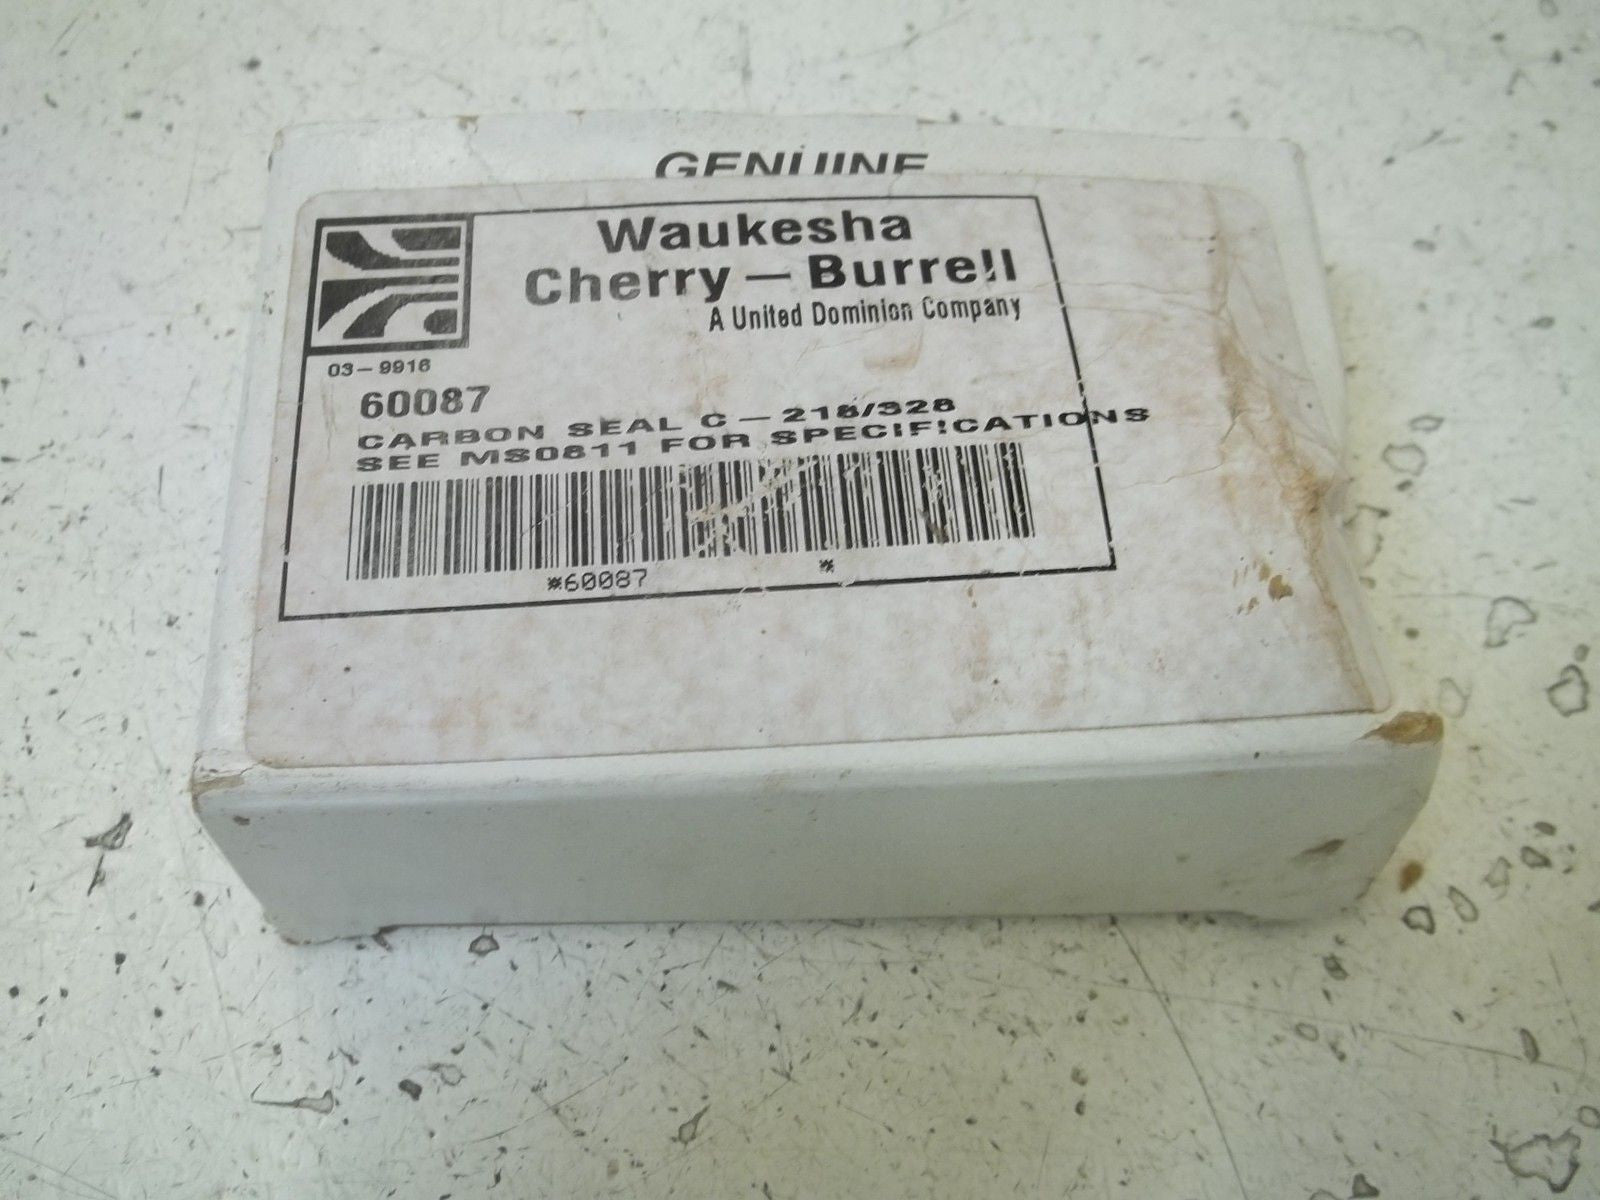 GENUINE
Waukesha
Cherry – Burrell
A United Dominion Company
03-9916
60087
CARBON SEAL C - 218/328
SEE MS0811 FOR SPECIFICATIONS
*60087 *